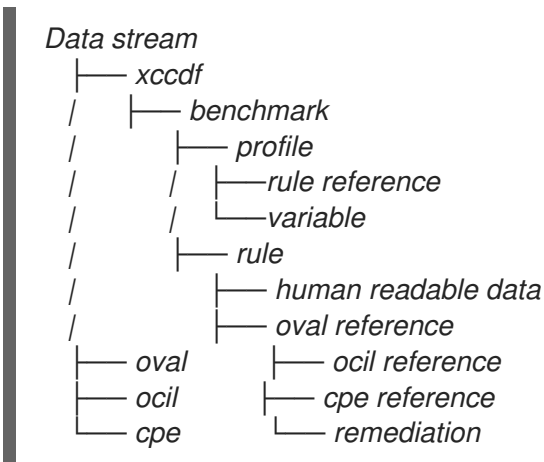 Data stream
├── xccdf
/ ├── benchmark
/ ├── profile
/ / ├──rule reference
/ / └──variable
/ ├── rule
/ ├── human readable data
/ ├── oval reference
├── oval ├── ocil reference
├── ocil ├── cpe reference
└── cpe └── remediation